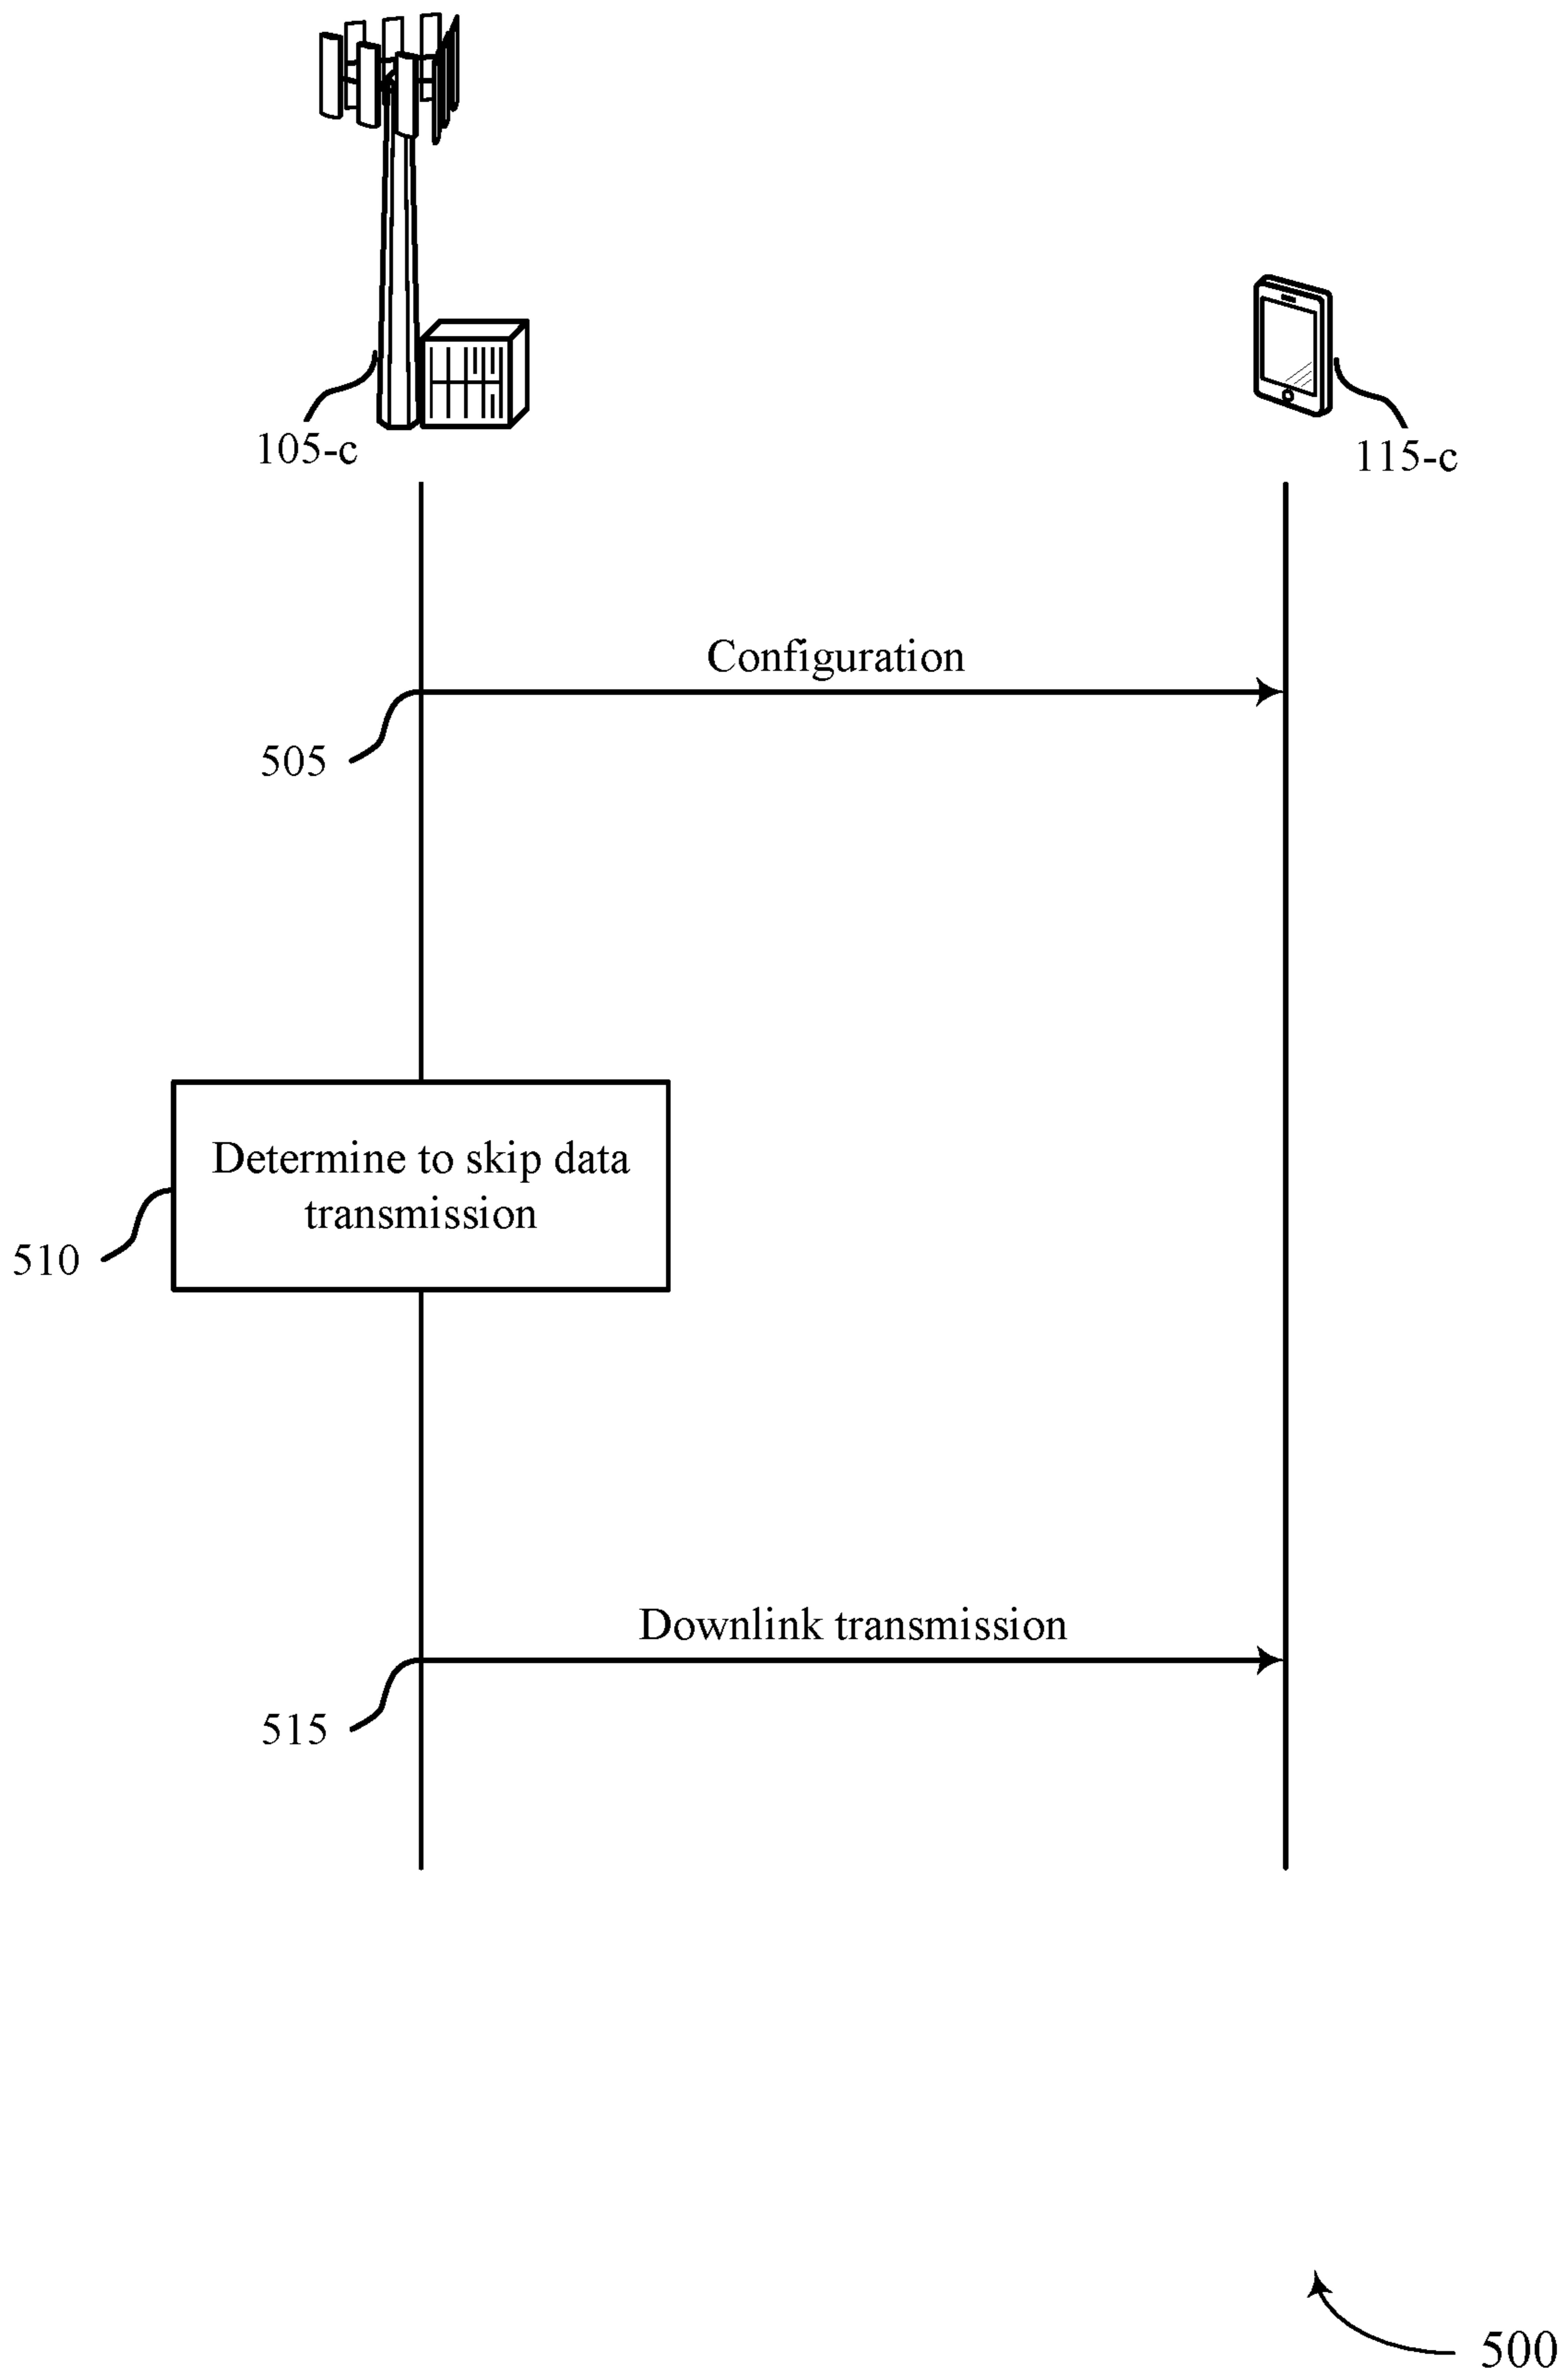 105-c
115-c
Configuration
505
Determine to skip data
transmission
510
Downlink transmission
515
500